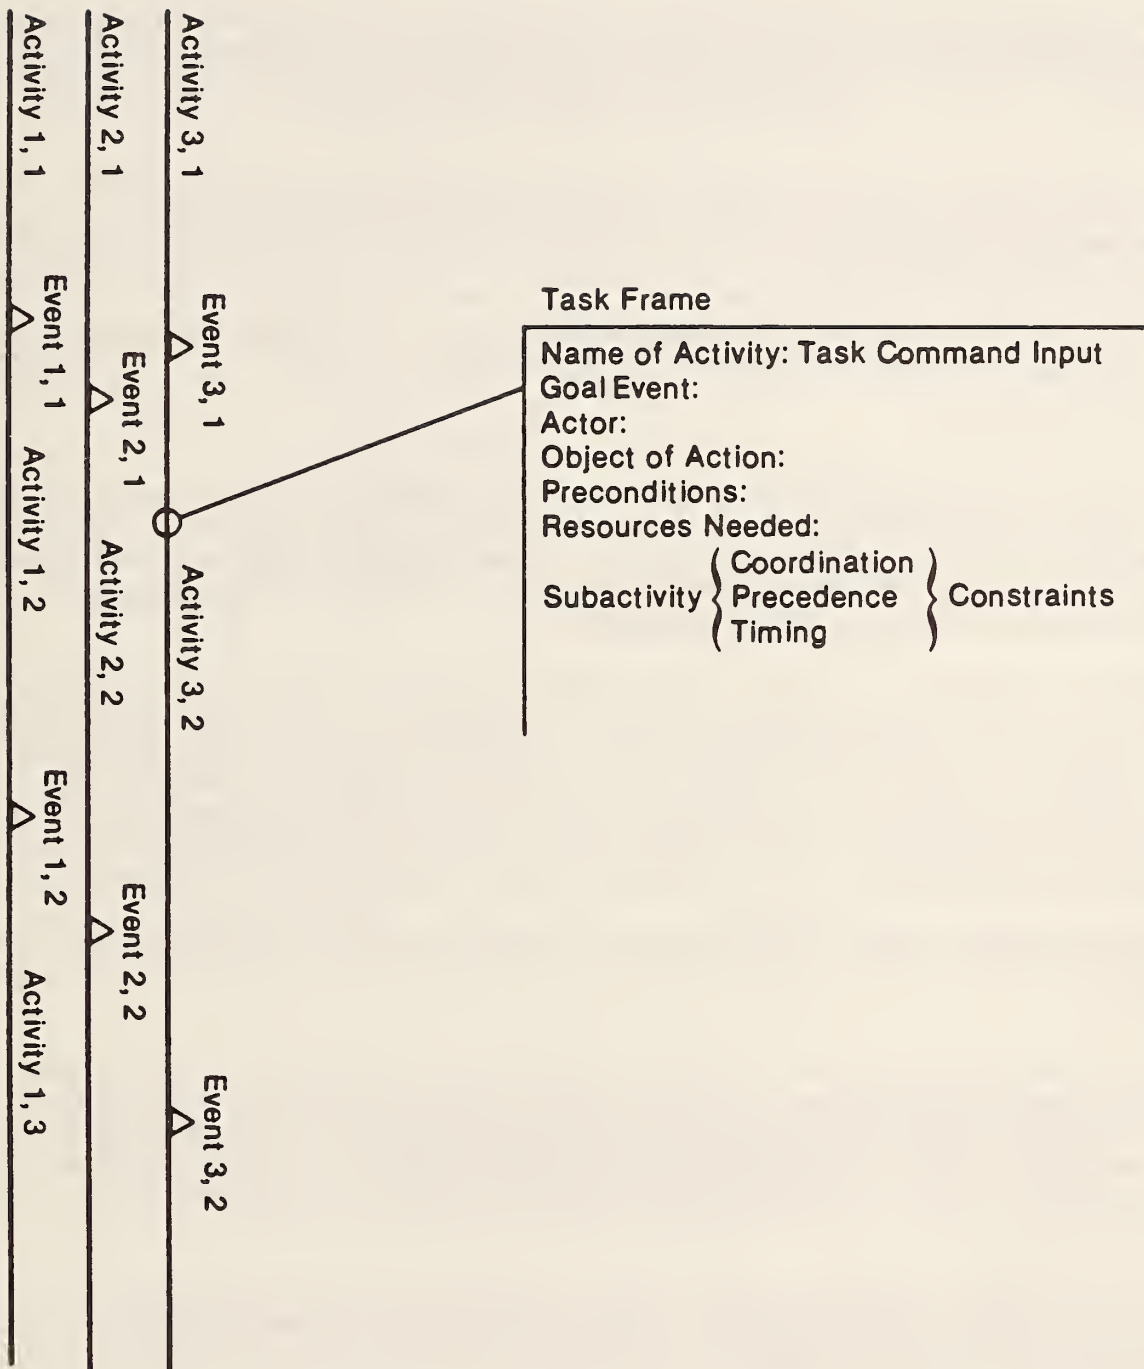 Activity 1, 1
Event 1, 1
Activity 1, 2
Event 1, 2
Activity 1, 3
Activity 2, 1
Event 2, 1
Activity 2, 2
Event 2, 2
Activity 3, 1
Event 3, 1
Activity 3, 2
Event 3, 2
Task Frame
Name of Activity: Task Command Input
Goal Event:
Actor:
Object of Action:
Preconditions:
Resources Needed:
Coordination
Subactivity Precedence Constraints
Timing